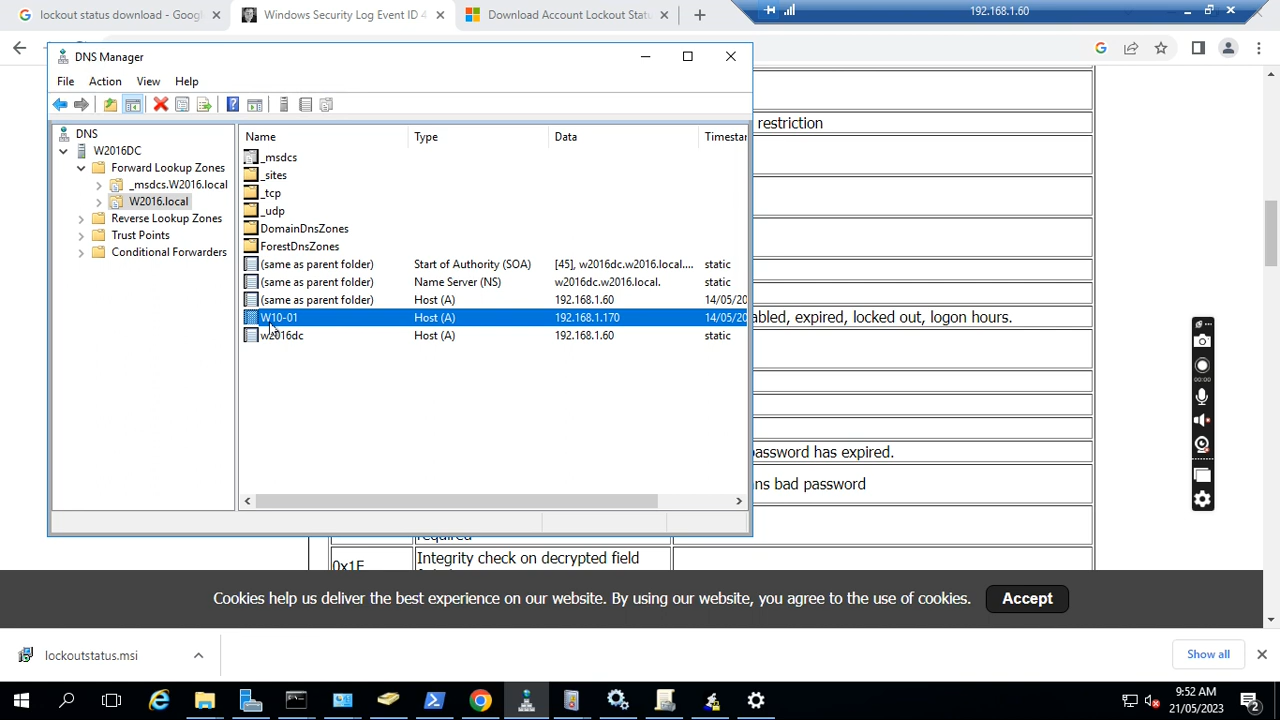 lockout status download - Goog
Windows Security Log Event ID 4
Download Account Lockout Statu
192.168.1.60
DNS Manager
File Action View Help
DNS
W2016DC
Forward Lookup Zones
_msdcs.W2016.local
W2016.local
Reverse Lookup Zones
Trust Points
Conditional Forwarders
Name Type Data Timestar
_msdcs
_sites
_tcp
_udp
DomainDnsZones
ForestDnsZones
(same as parent folder) Start of Authority (SOA) [45], w2016dc.w2016.local.... static
(same as parent folder) Name Server (NS) w2016dc.w2016.local. static
(same as parent folder) Host (A) 192.168.1.60 14/05/20
W10-01 Host (A) 192.168.1.170 14/05/20
w2016dc Host (A) 192.168.1.60 static
restriction
abled, expired, locked out, logon hours.
password has expired.
ns bad password
required
0x1F Integrity check on decrypted field
00:00
Cookies help us deliver the best experience on our website. By using our website, you agree to the use of cookies. Accept
lockoutstatus.msi
Show all
9:52 AM
21/05/2023
2